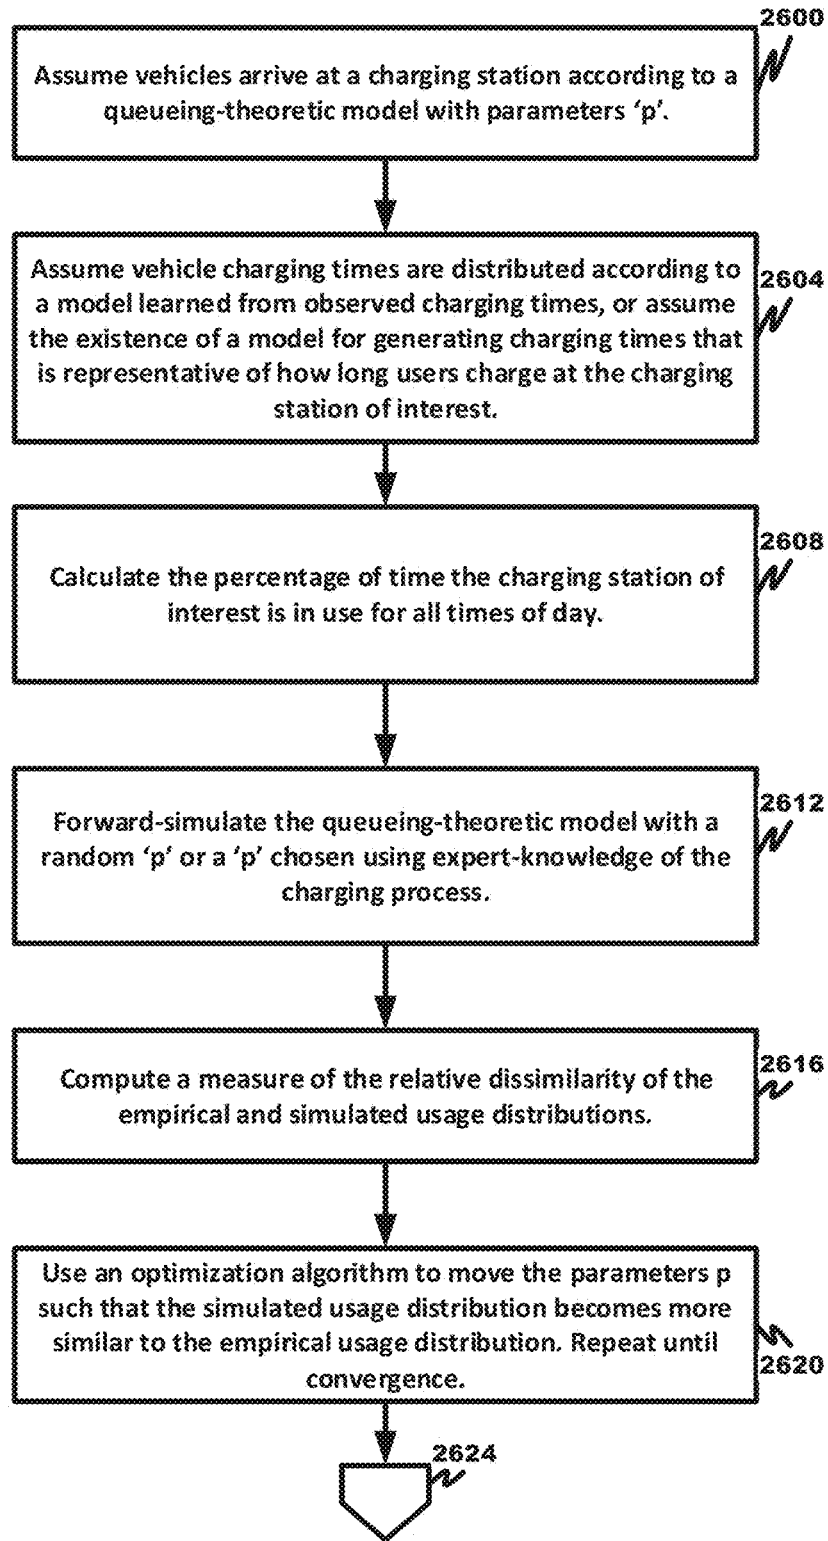 2600
Assume vehicles arrive at a charging station according to a
queueing-theoretic model with parameters ‘p’.
2604
Assume vehicle charging times are distributed according to
a model learned from observed charging times, or assume
the existence of a model for generating charging times that
is representative of how long users charge at the charging
station of interest.
2608
Calculate the percentage of time the charging station of
interest is in use for all times of day.
2612
Forward-simulate the queueing-theoretic model with a
random ‘p’ or a ‘p’ chosen using expert-knowledge of the
charging process.
2616
Compute a measure of the relative dissimilarity of the
empirical and simulated usage distributions.
Use an optimization algorithm to move the parameters p
such that the simulated usage distribution becomes more
similar to the empirical usage distribution. Repeat until
convergence.
2620
2624